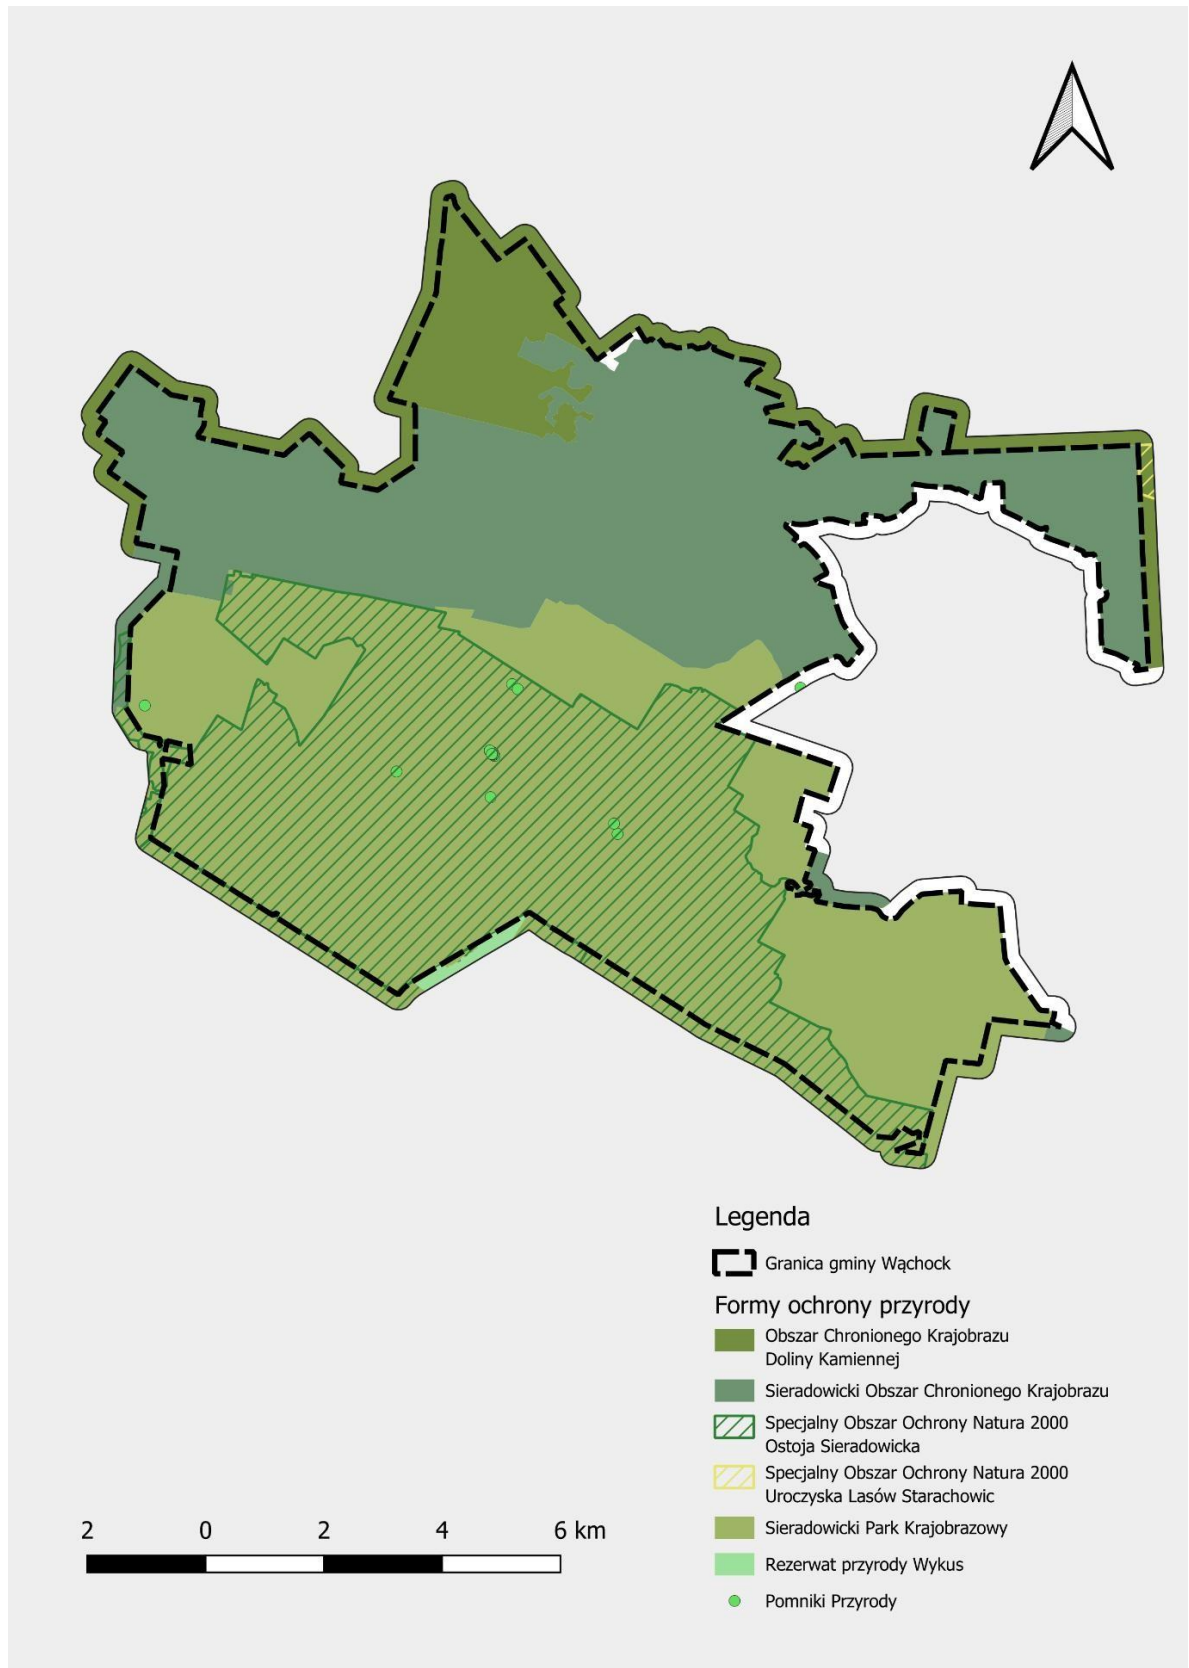 Legenda
Granica gminy Wąchock
Formy ochrony przyrody
Obszar Chronionego Krajobrazu
Doliny Kamiennej
Sieradowicki Obszar Chronionego Krajobrazu
Specjalny Obszar Ochrony Natura 2000
Ostoja Sieradowicka
Specjalny Obszar Ochrony Natura 2000
Uroczyska Lasów Starachowic
Sieradowicki Park Krajobrazowy
Rezerwat przyrody Wykus
Pomniki Przyrody
2 0 2 4 6 km